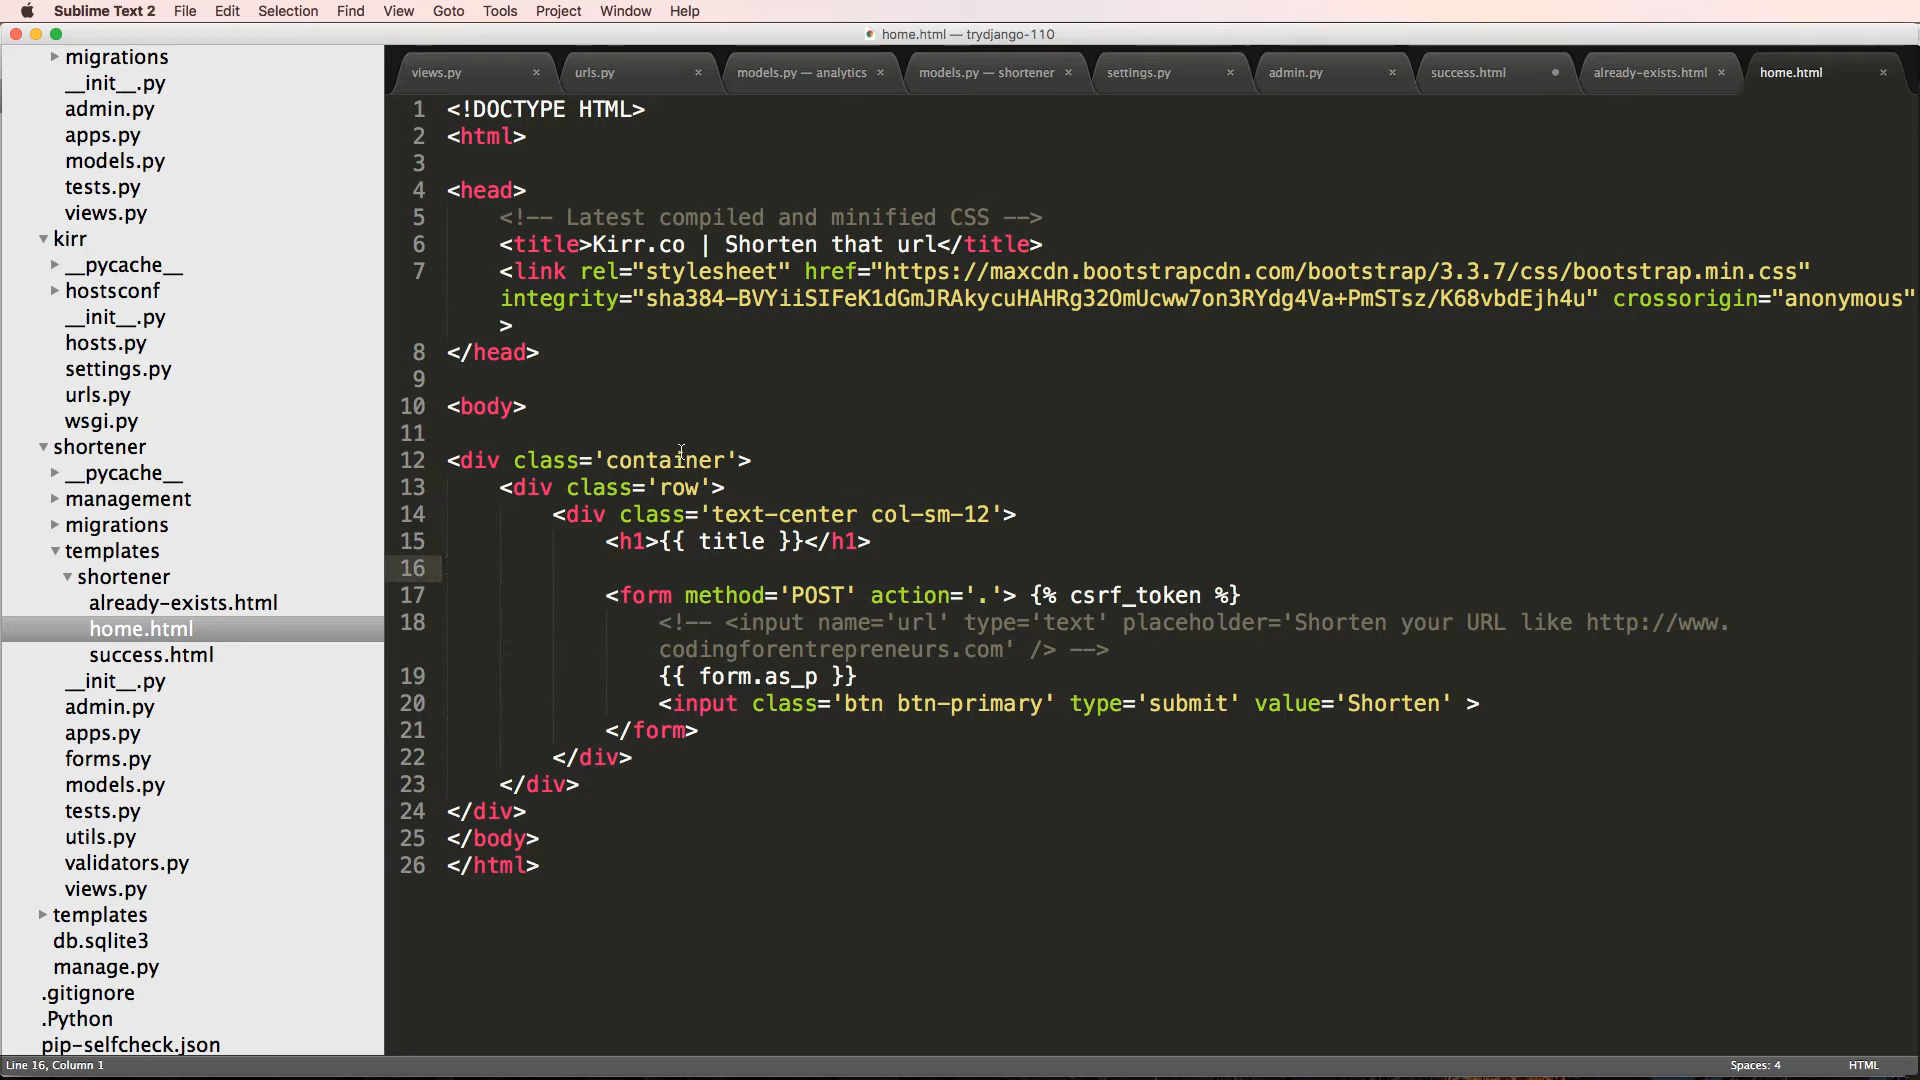 Sublime Text 2 File Edit Selection Find View Goto Tools Project Window Help
home.html — trydjango-110
migrations
__init__.py
admin.py
apps.py
models.py
tests.py
views.py
kirr
__pycache__
hostsconf
__init__.py
hosts.py
settings.py
urls.py
wsgi.py
shortener
__pycache__
management
migrations
templates
shortener
already-exists.html
home.html
success.html
__init__.py
admin.py
apps.py
forms.py
models.py
tests.py
utils.py
validators.py
views.py
templates
db.sqlite3
manage.py
.gitignore
.Python
pip-selfcheck.json
views.py × urls.py × models.py — analytics × models.py — shortener × settings.py × admin.py × success.html already-exists.html × home.html ×
1 <!DOCTYPE HTML>
2 <html>
3
4 <head>
5 <!-- Latest compiled and minified CSS -->
6 <title>Kirr.co | Shorten that url</title>
7 <link rel="stylesheet" href="https://maxcdn.bootstrapcdn.com/bootstrap/3.3.7/css/bootstrap.min.css"
integrity="sha384-BVYiiSIFeK1dGmJRAkycuHAHRg32OmUcww7on3RYdg4Va+PmSTsz/K68vbdEjh4u" crossorigin="anonymous"
>
8 </head>
9
10 <body>
11
12 <div class='container'>
13 <div class='row'>
14 <div class='text-center col-sm-12'>
15 <h1>{{ title }}</h1>
16
17 <form method='POST' action='.'> {% csrf_token %}
18 <!-- <input name='url' type='text' placeholder='Shorten your URL like http://www.
codingforentrepreneurs.com' /> -->
19 {{ form.as_p }}
20 <input class='btn btn-primary' type='submit' value='Shorten' >
21 </form>
22 </div>
23 </div>
24 </div>
25 </body>
26 </html>
Line 16, Column 1
Spaces: 4
HTML